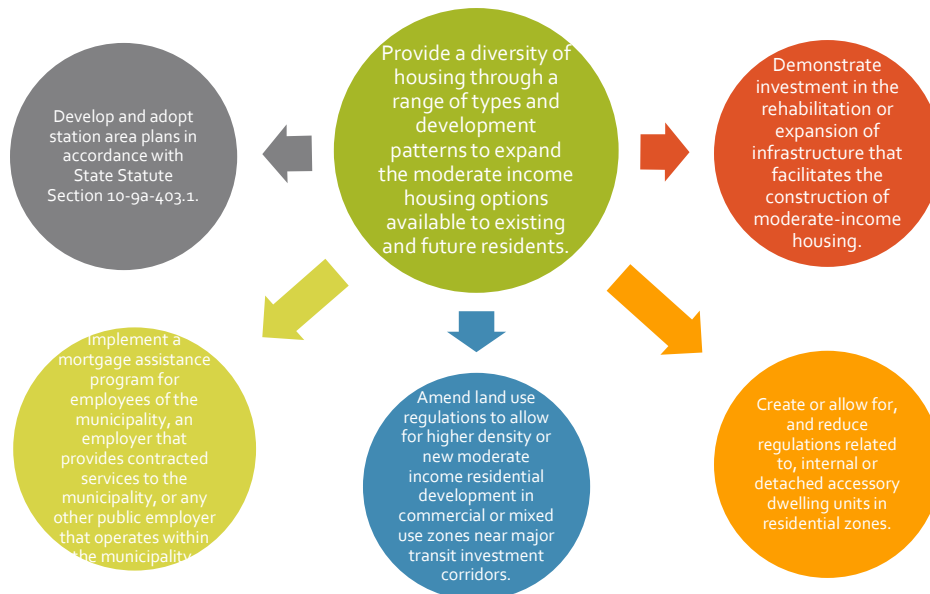 Provide a diversity of
housing through a
range of types and
development
patterns to expand
the moderate income
housing options
available to existing
and future residents.
Develop and adopt
station area plans in
accordance with
State Statute
Section 10-9a-403.1.
Demonstrate
investment in the
rehabilitation or
expansion of
infrastructure that
facilitates the
construction of
moderate-income
housing.
Implement a
mortgage assistance
program for
employees of the
municipality, an
employer that
provides contracted
services to the
municipality, or any
other public employer
that operates within
the municipality
Amend land use
regulations to allow
for higher density or
new moderate
income residential
development in
commercial or mixed
use zones near major
transit investment
corridors.
Create or allow for,
and reduce
regulations related
to, internal or
detached accessory
dwelling units in
residential zones.